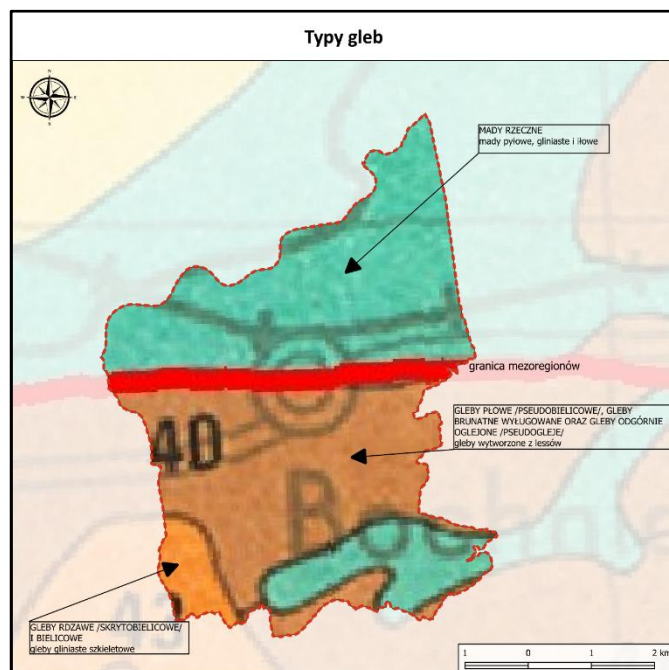 Typy gleb
N
W
E
S
MADY RZECZNE
mady pyłowe, gliniaste i iłowe
granica mezoregionów
GLEBY PŁOWE /PSEUDOBIELICOWE/, GLEBY
BRUNATNE WYŁUGOWANE ORAZ GLEBY ODGÓRNIE
OGLEJONE /PSEUDOGLEJE/
gleby wytworzone z lessów
40
GLEBY RDZAWE /SKRYTOBIELICOWE/
I BIELICOWE
gleby gliniaste szkieletowe
1 0 1 2 km